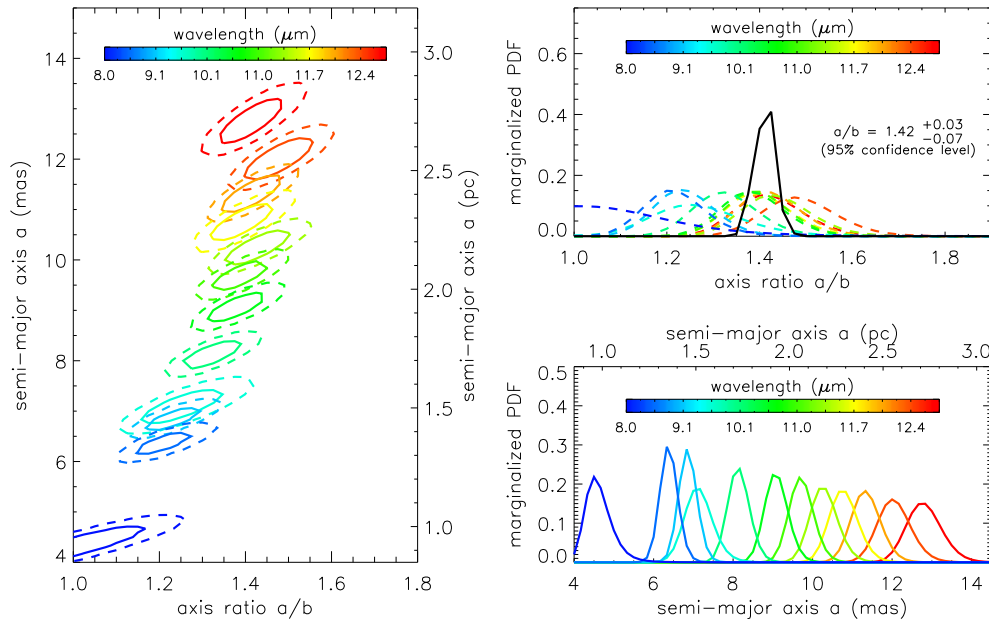 wavelength (μm)
8.0 9.1 10.1 11.0 11.7 12.4
14
12
10
8
6
4
semi-major axis a (mas)
3.0
2.5
2.0
1.5
1.0
semi-major axis a (pc)
1.0 1.2 1.4 1.6 1.8
axis ratio a/b
wavelength (μm)
8.0 9.1 10.1 11.0 11.7 12.4
0.6
0.4
0.2
0.0
marginalized PDF
a/b = 1.42 +0.03 -0.07
(95% confidence level)
1.0 1.2 1.4 1.6 1.8
axis ratio a/b
semi-major axis a (pc)
1.0 1.5 2.0 2.5 3.0
wavelength (μm)
8.0 9.1 10.1 11.0 11.7 12.4
0.5
0.4
0.3
0.2
0.1
0.0
marginalized PDF
4 6 8 10 12 14
semi-major axis a (mas)